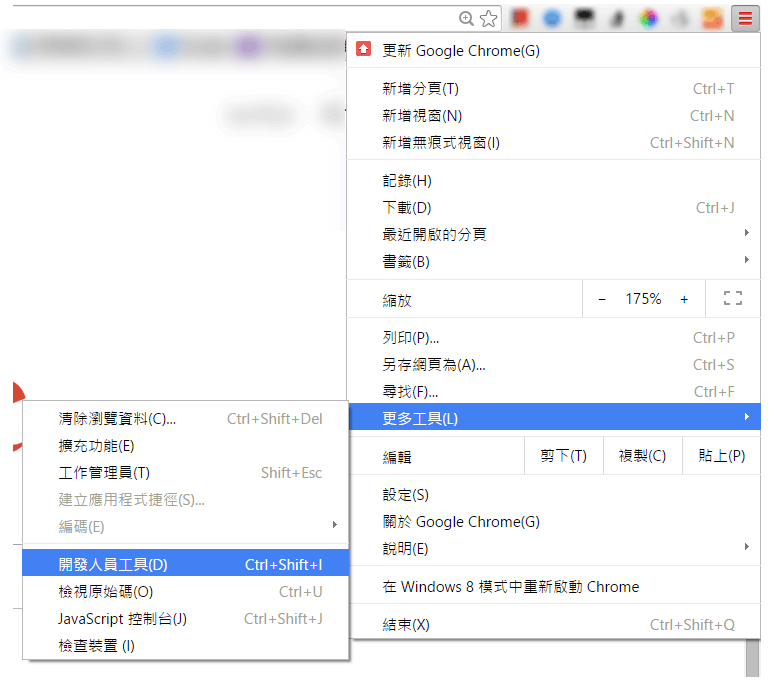 更新 Google Chrome(G)
新增分頁(T) Ctrl+T
新增視窗(N) Ctrl+N
新增無痕式視窗(I) Ctrl+Shift+N
記錄(H)
下載(D) Ctrl+J
最近開啟的分頁
書籤(B)
縮放 − 175% +
列印(P)... Ctrl+P
另存網頁為(A)... Ctrl+S
尋找(F)... Ctrl+F
更多工具(L)
編輯 剪下(T) 複製(C) 貼上(P)
設定(S)
關於 Google Chrome(G)
說明(E)
在 Windows 8 模式中重新啟動 Chrome
結束(X) Ctrl+Shift+Q
清除瀏覽資料(C)... Ctrl+Shift+Del
擴充功能(E)
工作管理員(T) Shift+Esc
建立應用程式捷徑(S)...
編碼(E)
開發人員工具(D) Ctrl+Shift+I
檢視原始碼(O) Ctrl+U
JavaScript 控制台(J) Ctrl+Shift+J
檢查裝置 (I)